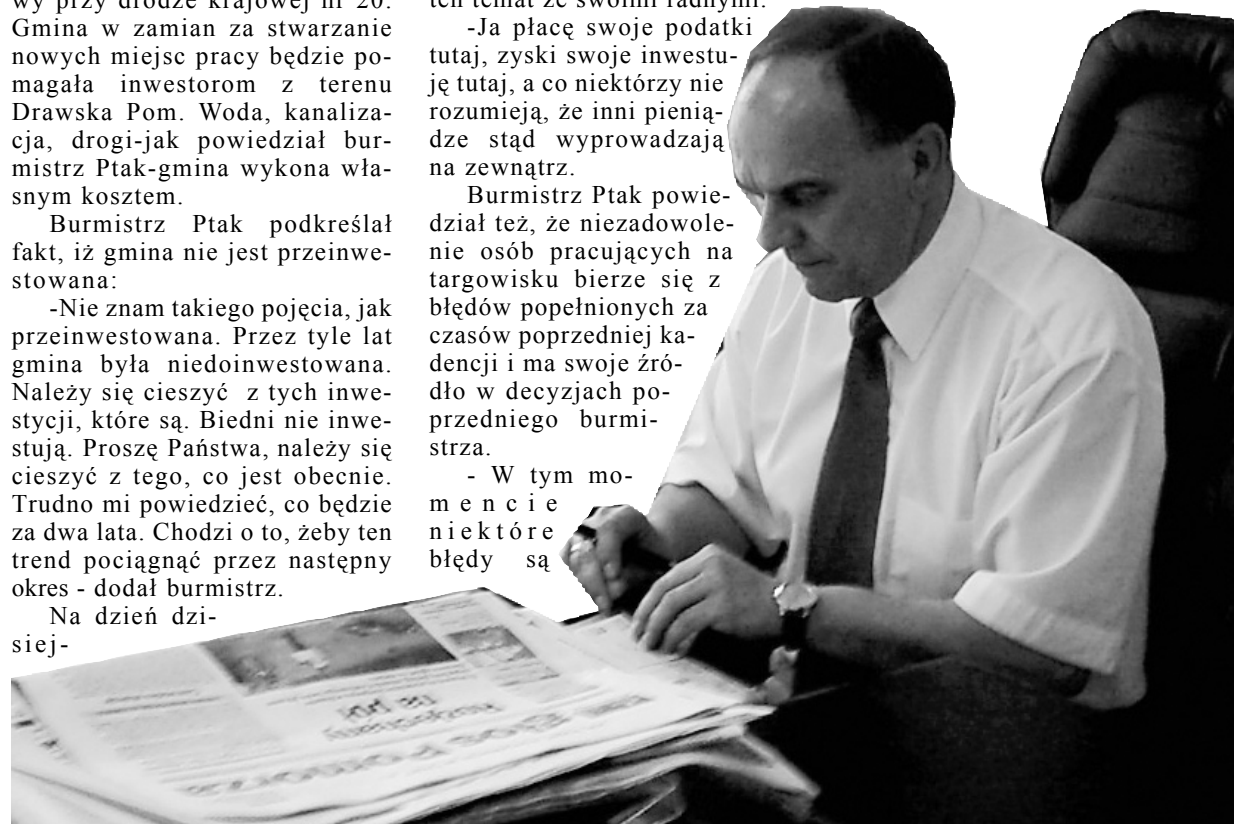 wy przy drodze krajowej nr 20.
Gmina w zamian za stwarzanie
nowych miejsc pracy będzie po-
magała inwestorom z terenu
Drawska Pom. Woda, kanaliza-
cja, drogi-jak powiedział bur-
mistrz Ptak-gmina wykona wła-
snym kosztem.
Burmistrz Ptak podkreślał
fakt, iż gmina nie jest przeinwe-
stowana:
-Nie znam takiego pojęcia, jak
przeinwestowana. Przez tyle lat
gmina była niedoinwestowana.
Należy się cieszyć z tych inwe-
stycji, które są. Biedni nie inwe-
stują. Proszę Państwa, należy się
cieszyć z tego, co jest obecnie.
Trudno mi powiedzieć, co będzie
za dwa lata. Chodzi o to, żeby ten
trend pociągnąć przez następny
okres - dodał burmistrz.
Na dzień dzi-
siej-
ten temat ze swoimi radnymi.
-Ja płacę swoje podatki
tutaj, zyski swoje inwestu-
ję tutaj, a co niektórzy nie
rozumieją, że inni pienią-
dze stąd wyprowadzają
na zewnątrz.
Burmistrz Ptak powie-
dział też, że niezadowole-
nie osób pracujących na
targowisku bierze się z
błędów popełnionych za
czasów poprzedniej ka-
dencji i ma swoje źró-
dło w decyzjach po-
przedniego burmi-
strza.
- W tym mo-
mencie
niektóre
błędy są